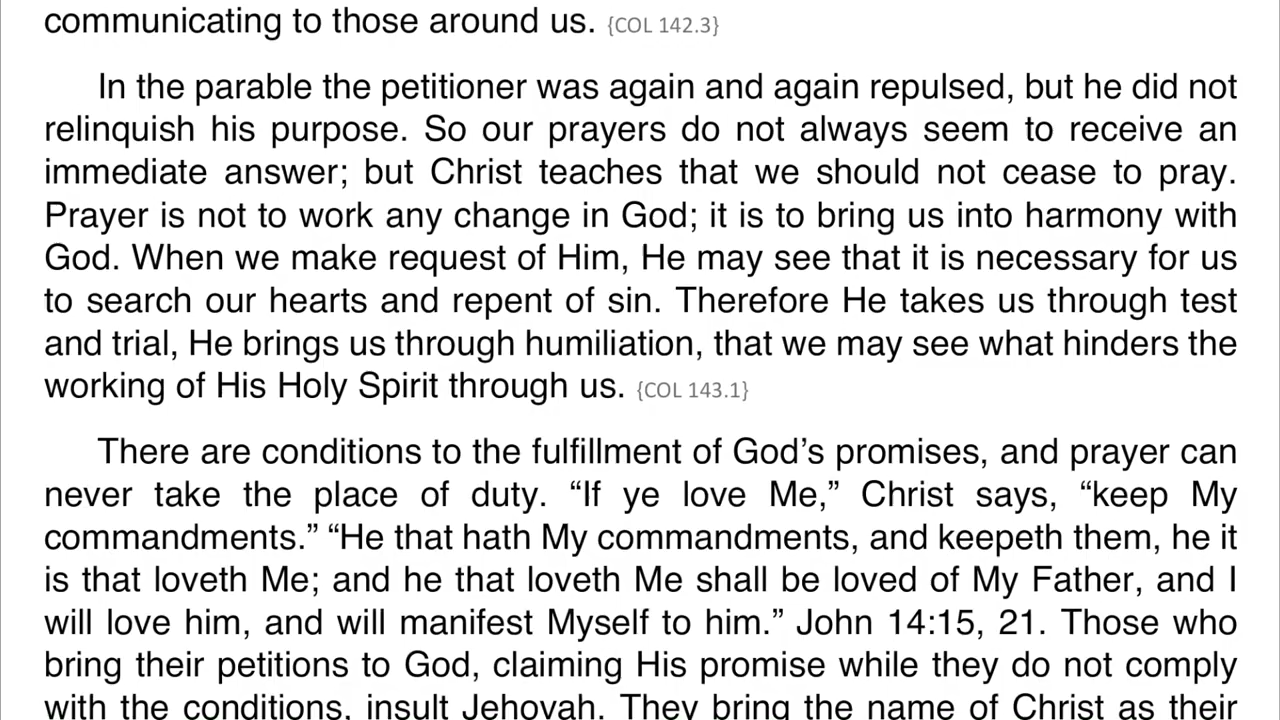 communicating to those around us. {COL 142.3}
In the parable the petitioner was again and again repulsed, but he did not
relinquish his purpose. So our prayers do not always seem to receive an
immediate answer; but Christ teaches that we should not cease to pray.
Prayer is not to work any change in God; it is to bring us into harmony with
God. When we make request of Him, He may see that it is necessary for us
to search our hearts and repent of sin. Therefore He takes us through test
and trial, He brings us through humiliation, that we may see what hinders the
working of His Holy Spirit through us. {COL 143.1}
There are conditions to the fulfillment of God’s promises, and prayer can
never take the place of duty. “If ye love Me,” Christ says, “keep My
commandments.” “He that hath My commandments, and keepeth them, he it
is that loveth Me; and he that loveth Me shall be loved of My Father, and I
will love him, and will manifest Myself to him.” John 14:15, 21. Those who
bring their petitions to God, claiming His promise while they do not comply
with the conditions, insult Jehovah. They bring the name of Christ as their